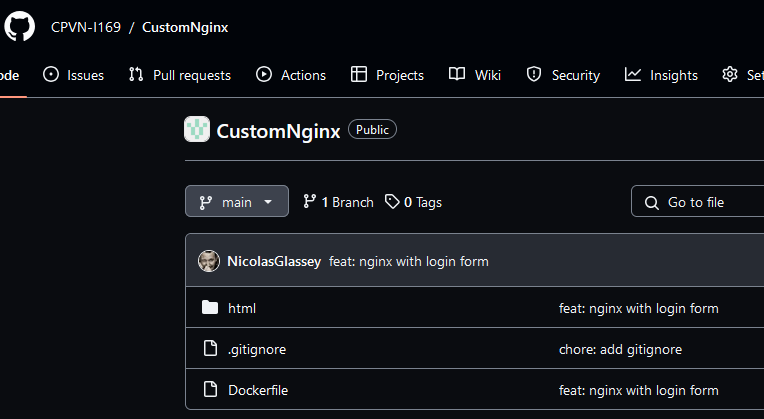 CPVN-I169 / CustomNginx
ode Issues Pull requests Actions Projects Wiki Security Insights Set
CustomNginx Public
main 1 Branch 0 Tags Go to file
NicolasGlassey feat: nginx with login form
html feat: nginx with login form
.gitignore chore: add gitignore
Dockerfile feat: nginx with login form